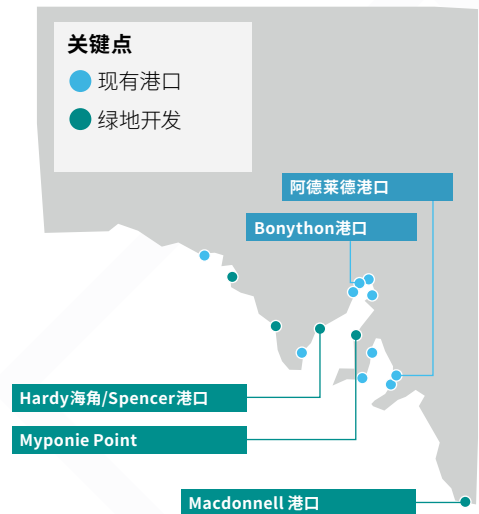 关键点
现有港口
绿地开发
阿德莱德港口
Bonython港口
Hardy海角/Spencer港口
Myponie Point
Macdonnell 港口